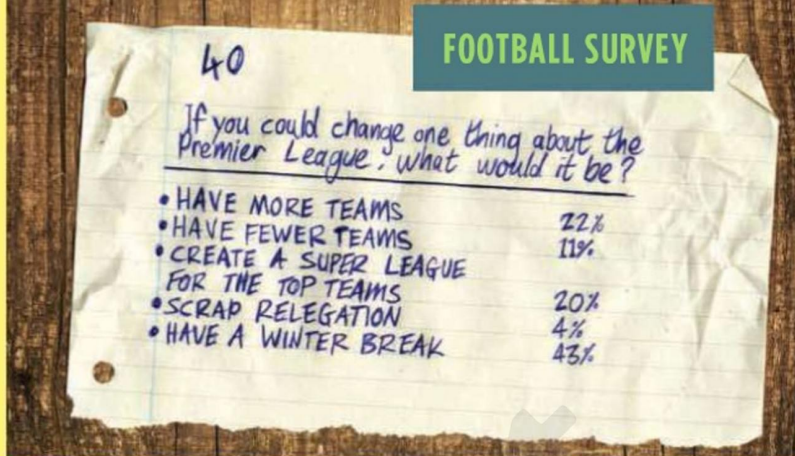 FOOTBALL SURVEY
40
If you could change one thing about the
Premier League, what would it be?
• HAVE MORE TEAMS 22%
• HAVE FEWER TEAMS 11%
• CREATE A SUPER LEAGUE
FOR THE TOP TEAMS 20%
• SCRAP RELEGATION 4%
• HAVE A WINTER BREAK 43%